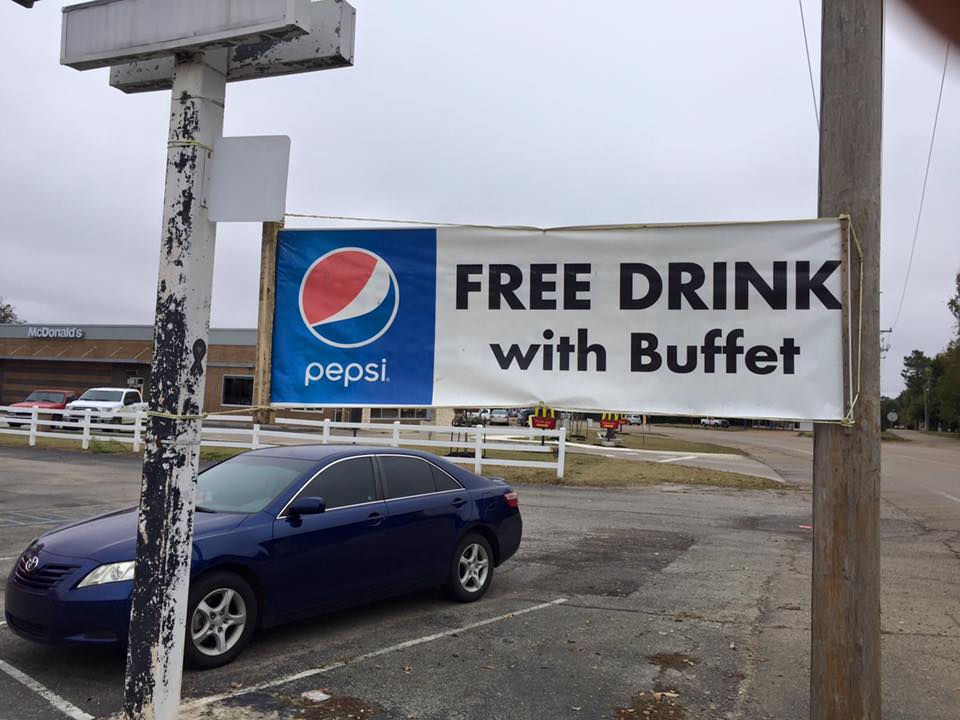 McDonald's
pepsi
FREE DRINK
with Buffet